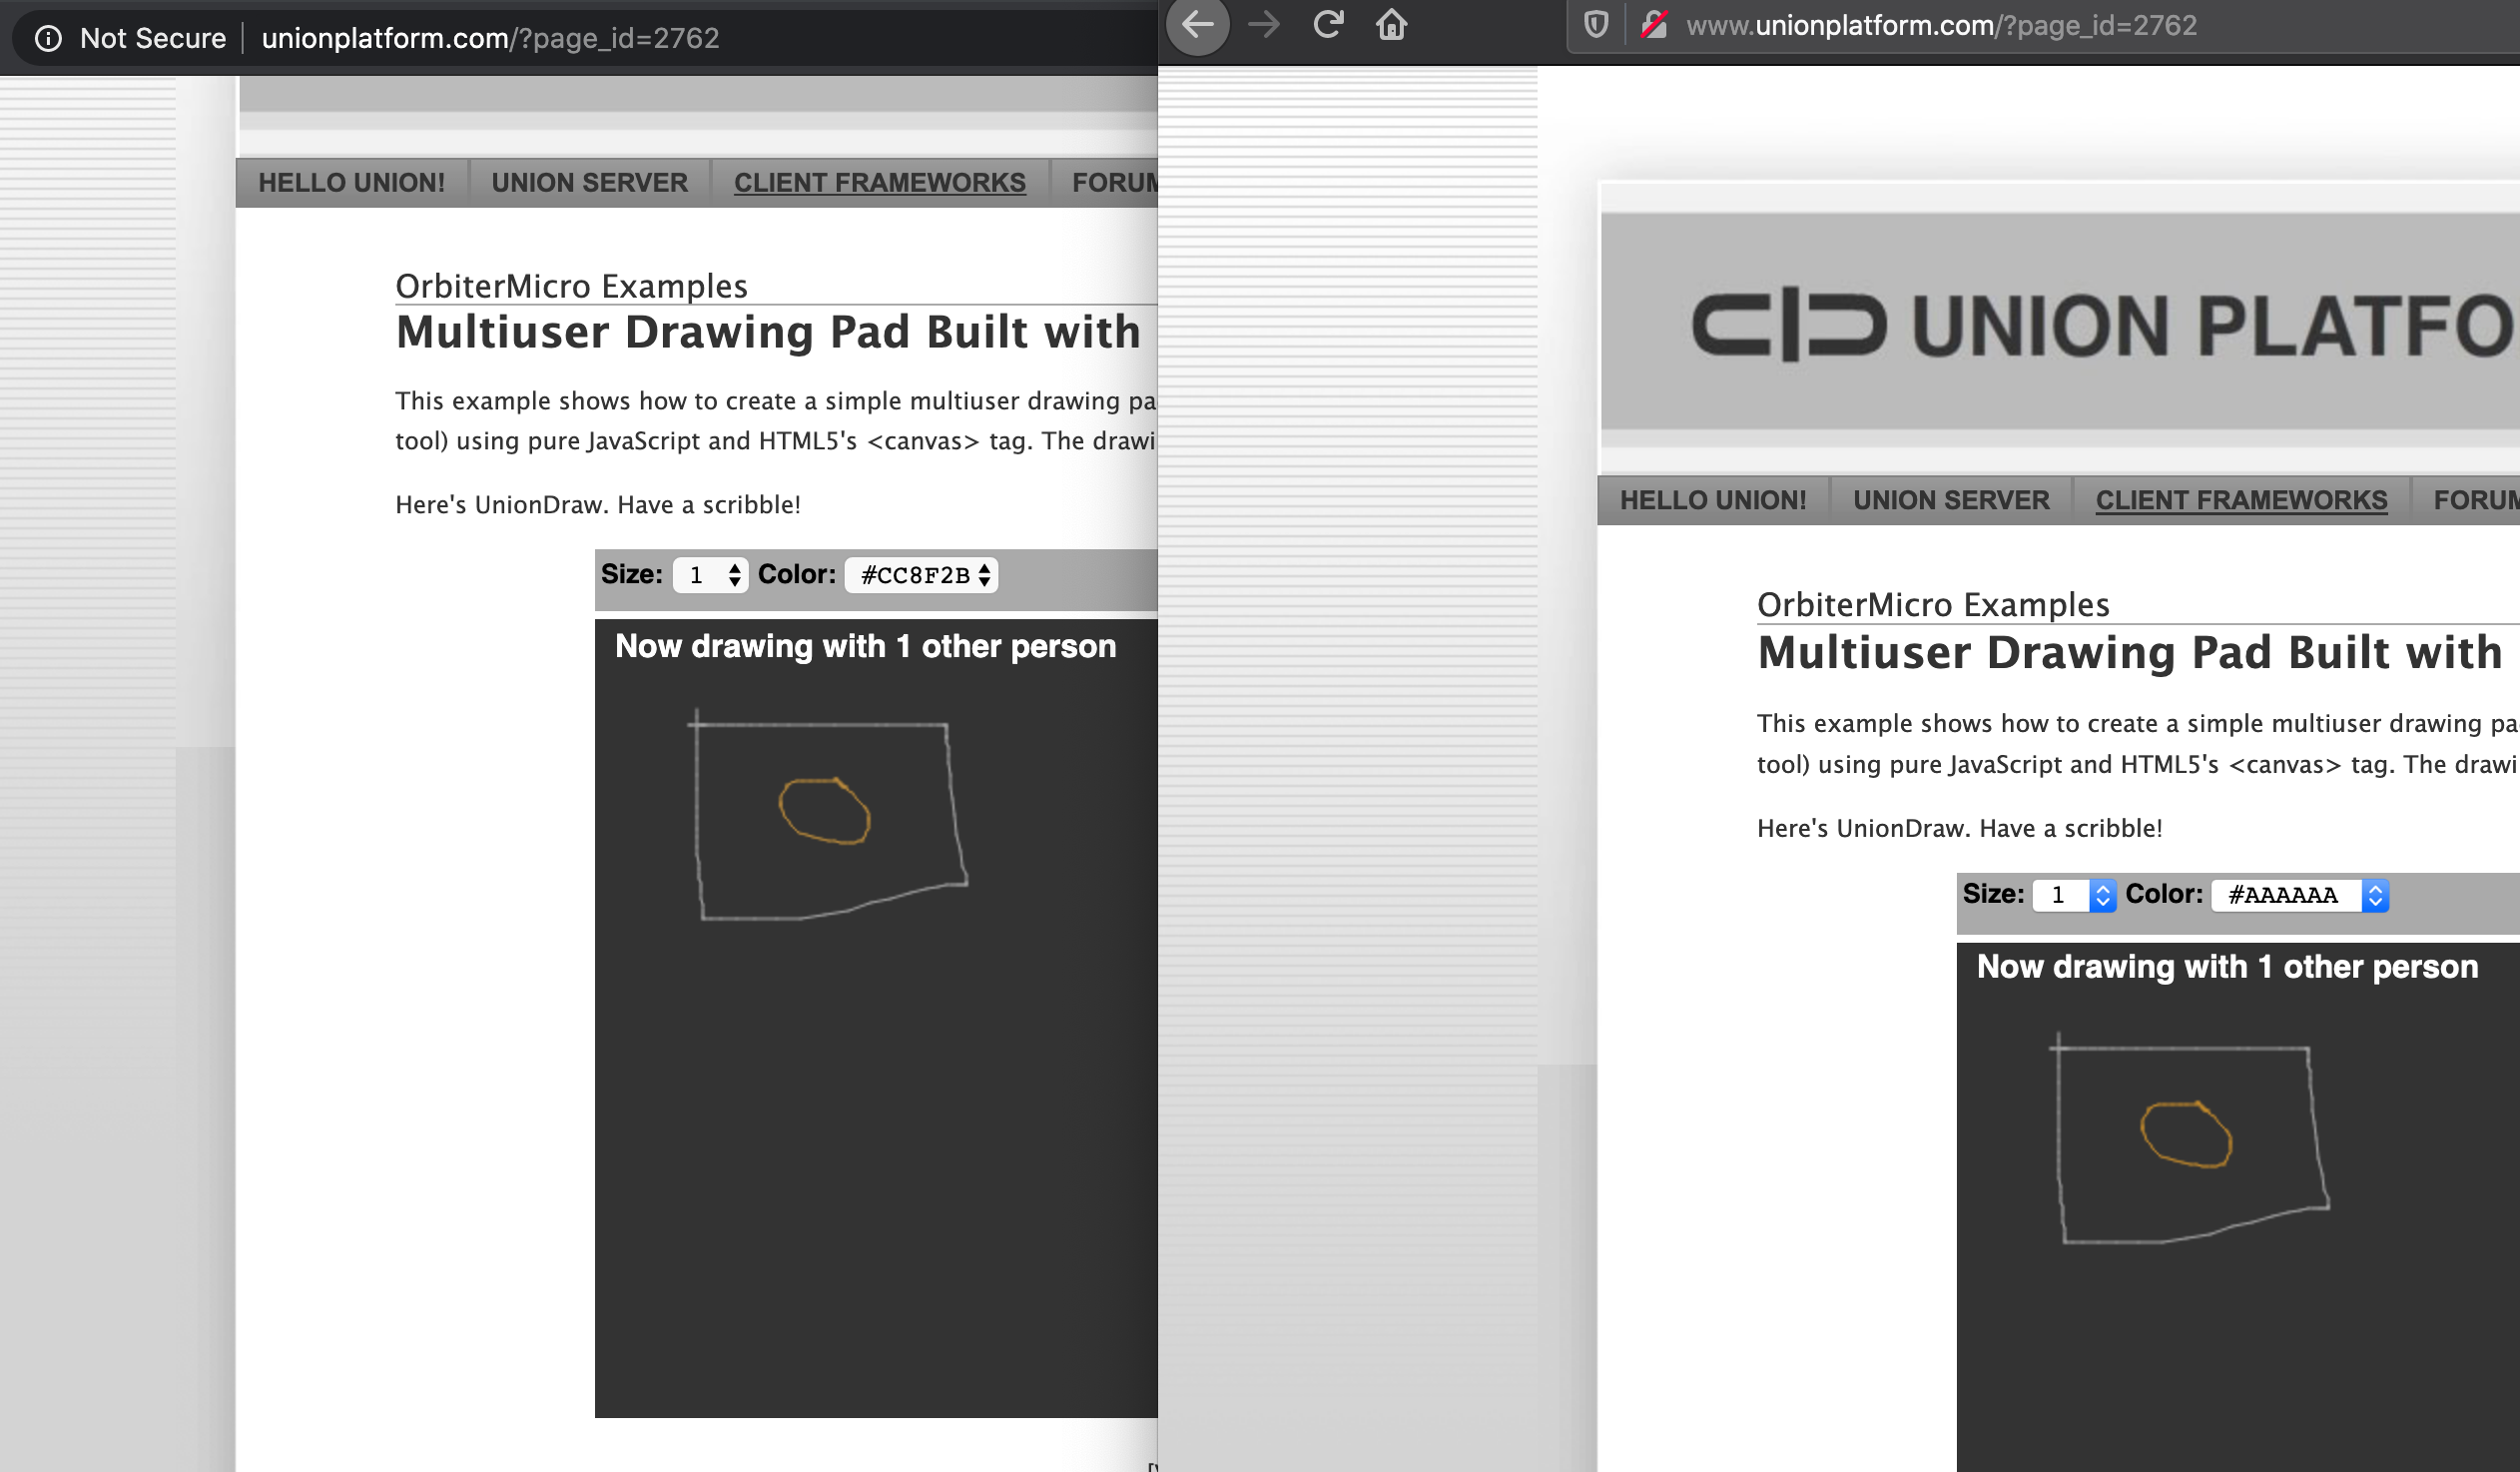 Not Secure unionplatform.com/?page_id=2762
HELLO UNION! UNION SERVER CLIENT FRAMEWORKS FORUM
OrbiterMicro Examples
Multiuser Drawing Pad Built with
This example shows how to create a simple multiuser drawing pa
tool) using pure JavaScript and HTML5's <canvas> tag. The drawi
Here's UnionDraw. Have a scribble!
Size: 1 Color: #CC8F2B
Now drawing with 1 other person
www.unionplatform.com/?page_id=2762
UNION PLATFO
HELLO UNION! UNION SERVER CLIENT FRAMEWORKS FORUM
OrbiterMicro Examples
Multiuser Drawing Pad Built with
This example shows how to create a simple multiuser drawing pa
tool) using pure JavaScript and HTML5's <canvas> tag. The drawi
Here's UnionDraw. Have a scribble!
Size: 1 Color: #AAAAAA
Now drawing with 1 other person